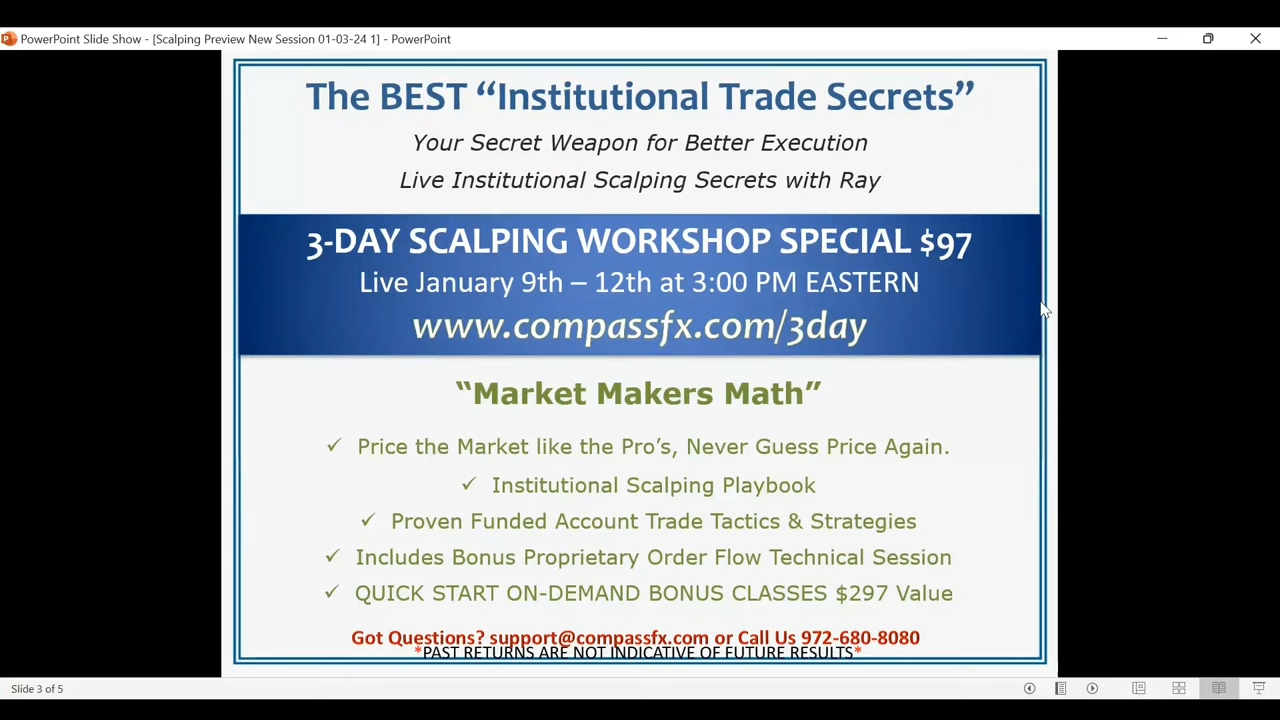 PowerPoint Slide Show - [Scalping Preview New Session 01-03-24 1] - PowerPoint
The BEST “Institutional Trade Secrets”
Your Secret Weapon for Better Execution
Live Institutional Scalping Secrets with Ray
3-DAY SCALPING WORKSHOP SPECIAL $97
Live January 9th – 12th at 3:00 PM EASTERN
www.compassfx.com/3day
“Market Makers Math”
✓ Price the Market like the Pro’s, Never Guess Price Again.
✓ Institutional Scalping Playbook
✓ Proven Funded Account Trade Tactics & Strategies
✓ Includes Bonus Proprietary Order Flow Technical Session
✓ QUICK START ON-DEMAND BONUS CLASSES $297 Value
Got Questions? support@compassfx.com or Call Us 972-680-8080
*PAST RETURNS ARE NOT INDICATIVE OF FUTURE RESULTS*
Slide 3 of 5